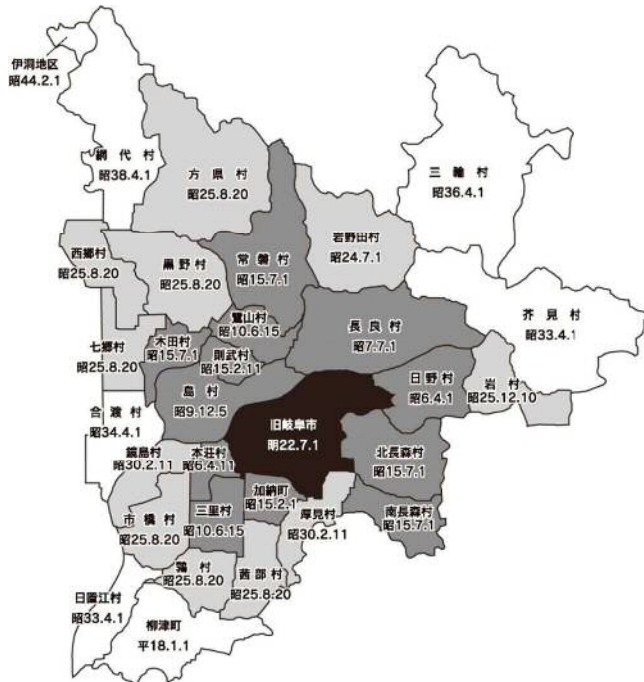 伊洞地区
昭44.2.1
網代村
昭38.4.1
方県村
昭25.8.20
三輪村
昭36.4.1
岩野田村
昭24.7.1
常磐村
昭15.7.1
西郷村
昭25.8.20
黒野村
昭25.8.20
芥見村
昭33.4.1
鷺山村
昭10.6.15
長良村
昭7.7.1
木田村
昭15.7.1
則武村
昭15.2.11
七郷村
昭25.8.20
日野村
昭6.4.1
岩村
昭25.12.10
島村
昭9.12.5
合渡村
昭34.4.1
旧岐阜市
明22.7.1
鏡島村
昭30.2.11
本荘村
昭6.4.11
北長森村
昭15.7.1
加納町
昭15.2.1
三里村
昭10.6.15
厚見村
昭30.2.11
南長森村
昭15.7.1
市橋村
昭25.8.20
鶉村
昭25.8.20
茜部村
昭25.8.20
日置江村
昭33.4.1
柳津町
平18.1.1